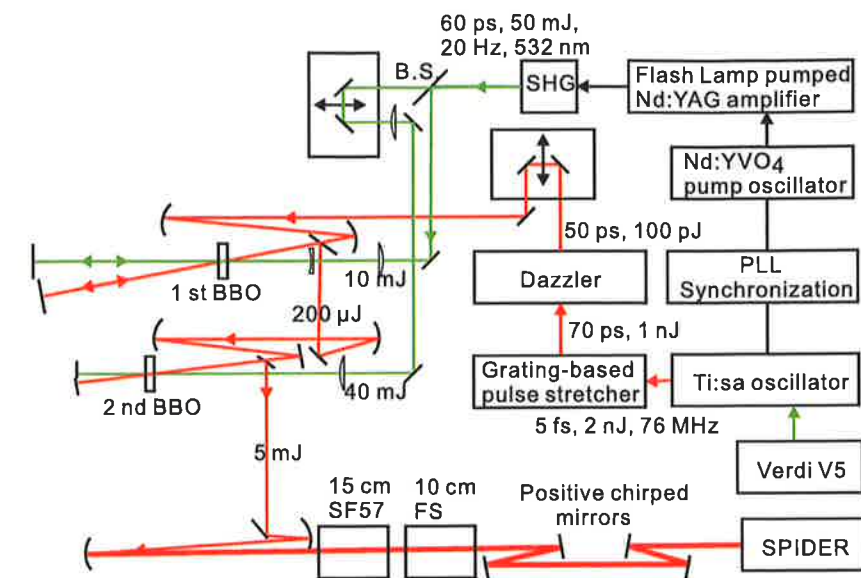 60 ps, 50 mJ,
20 Hz, 532 nm
B.S.
SHG
Flash Lamp pumped
Nd:YAG amplifier
Nd:YVO4
pump oscillator
50 ps, 100 pJ
Dazzler
PLL
Synchronization
1 st BBO
10 mJ
200 μJ
70 ps, 1 nJ
Grating-based
pulse stretcher
Ti:sa oscillator
2 nd BBO
40 mJ
5 fs, 2 nJ, 76 MHz
5 mJ
Verdi V5
15 cm
SF57
10 cm
FS
Positive chirped
mirrors
SPIDER